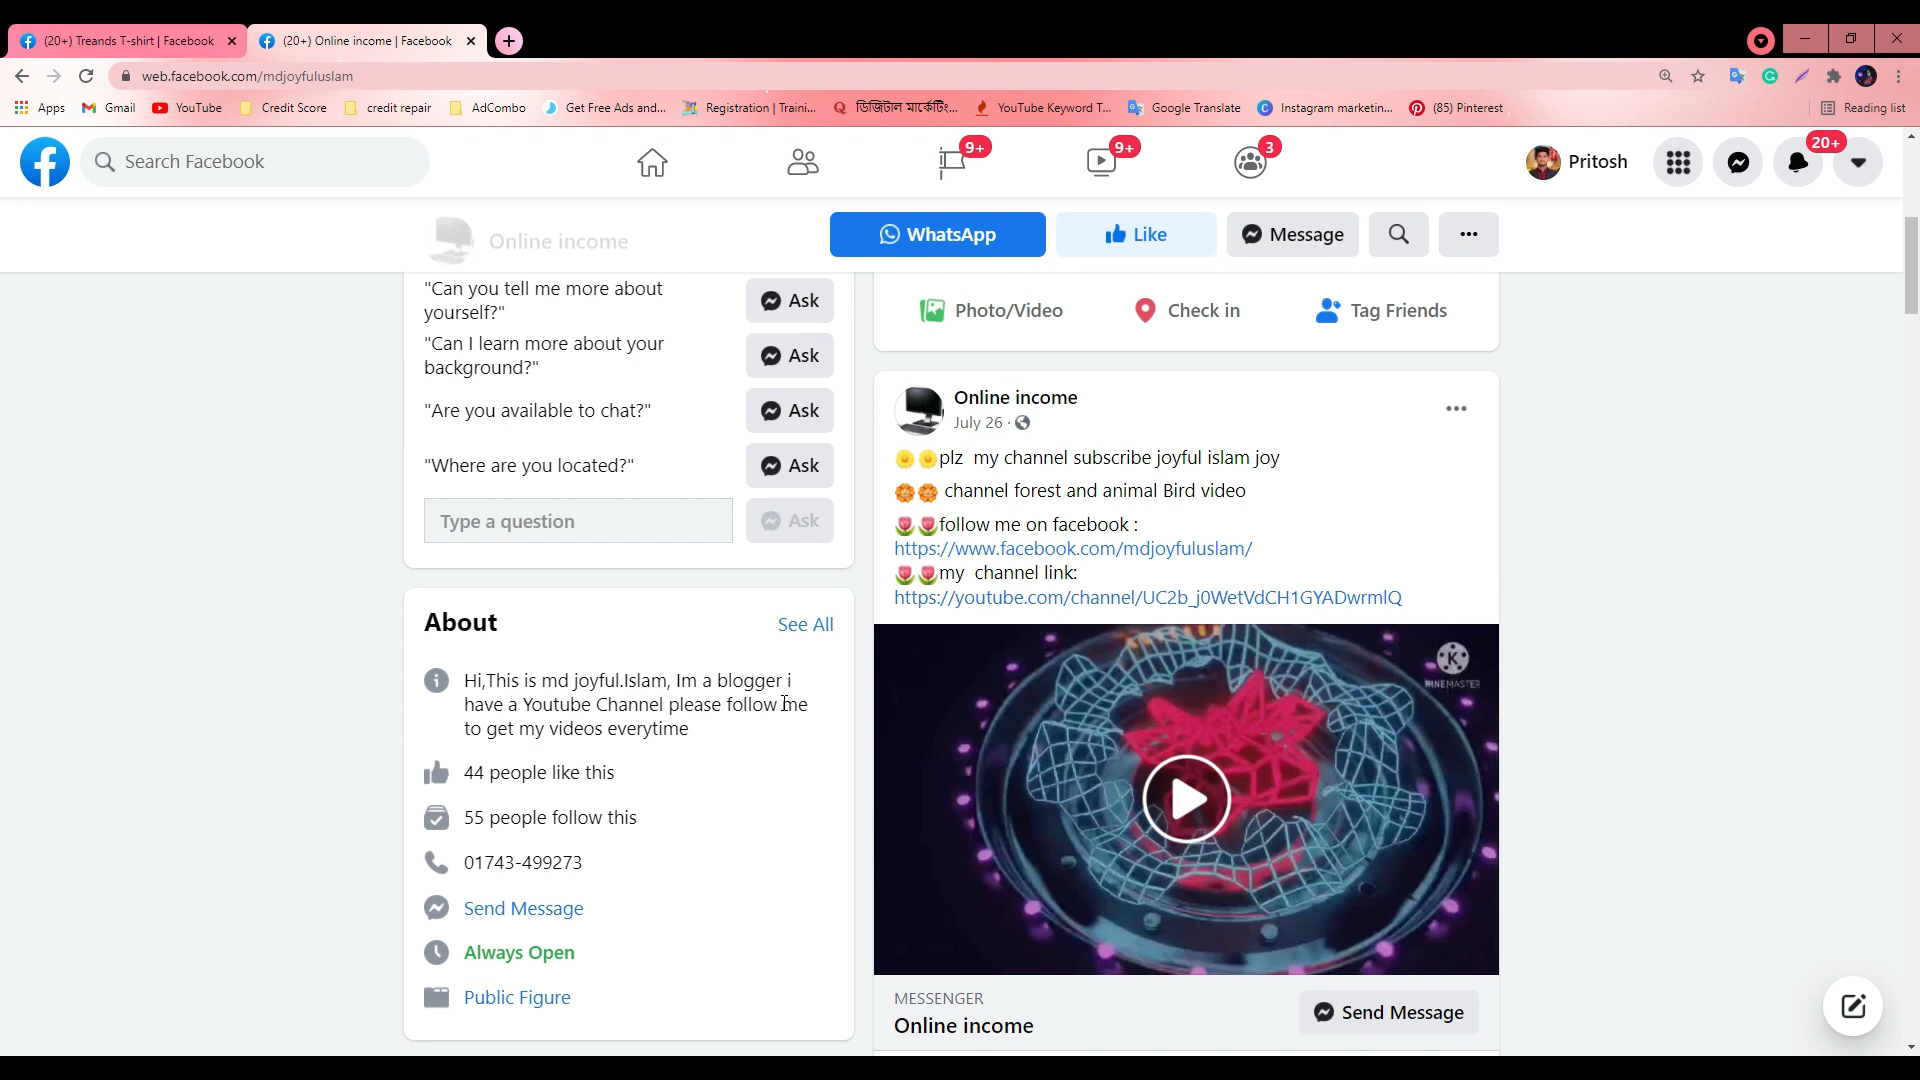 (20+) Treands T-shirt | Facebook
(20+) Online income | Facebook
web.facebook.com/mdjoyfuluslam
Apps
Gmail
YouTube
Credit Score
credit repair
AdCombo
Get Free Ads and...
Registration | Traini...
ডিজিটাল মার্কেটিং...
YouTube Keyword T...
Google Translate
Instagram marketin...
(85) Pinterest
Reading list
Search Facebook
9+
9+
3
Pritosh
20+
Online income
WhatsApp
Like
Message
"Can you tell me more about
yourself?"
Ask
"Can I learn more about your
background?"
Ask
"Are you available to chat?"
Ask
"Where are you located?"
Ask
Type a question
Ask
About
See All
Hi,This is md joyful.Islam, Im a blogger i
have a Youtube Channel please follow me
to get my videos everytime
44 people like this
55 people follow this
01743-499273
Send Message
Always Open
Public Figure
Photo/Video
Check in
Tag Friends
Online income
July 26 ·
plz my channel subscribe joyful islam joy
channel forest and animal Bird video
follow me on facebook :
https://www.facebook.com/mdjoyfuluslam/
my channel link:
https://youtube.com/channel/UC2b_j0WetVdCH1GYADwrmlQ
K
KINEMASTER
MESSENGER
Online income
Send Message